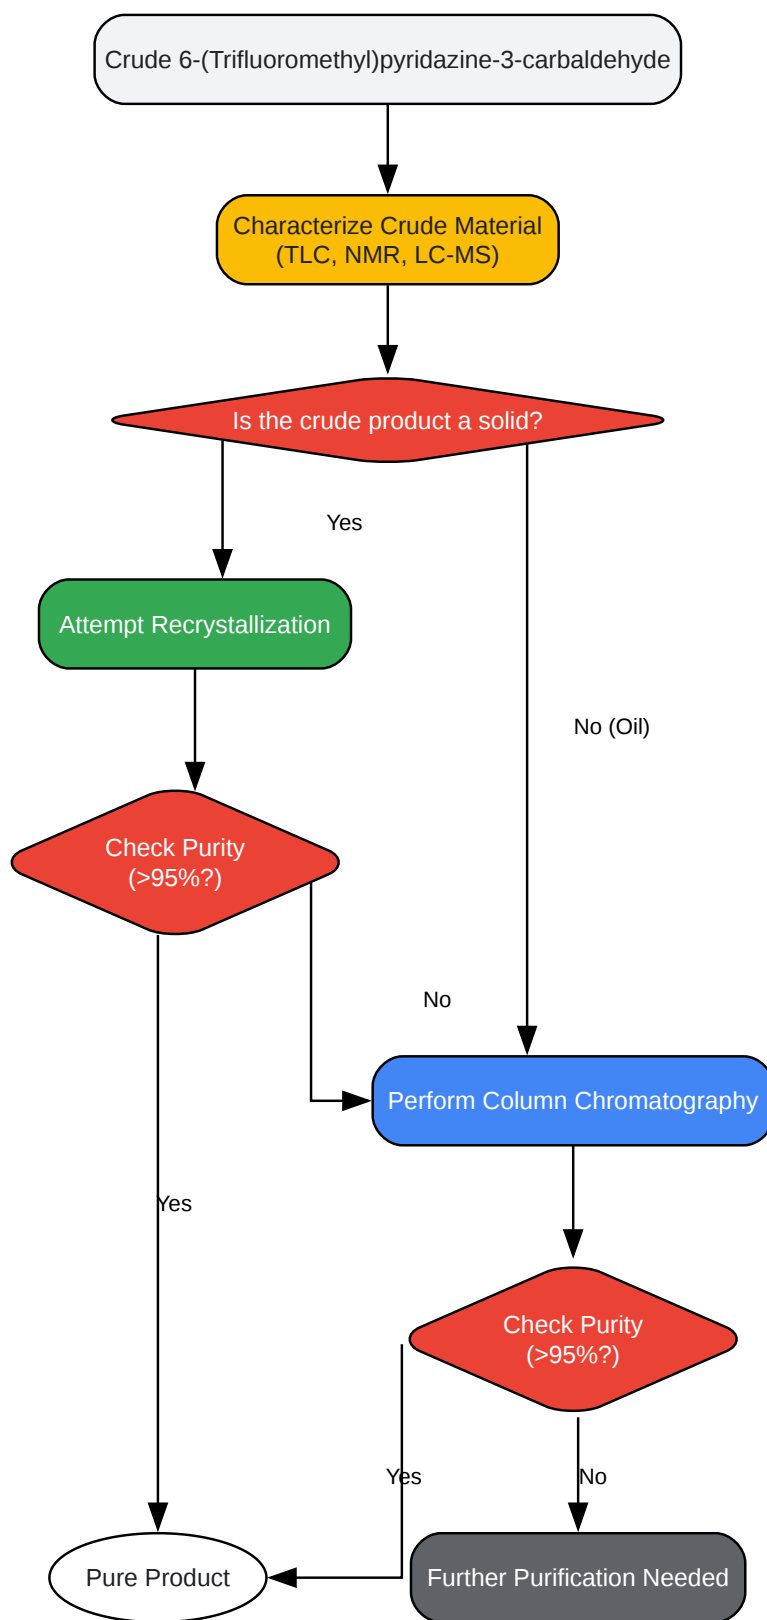 Crude 6-(Trifluoromethyl)pyridazine-3-carbaldehyde
Characterize Crude Material
(TLC, NMR, LC-MS)
Is the crude product a solid?
Yes
Attempt Recrystallization
No (Oil)
Check Purity
(>95%?)
No
Perform Column Chromatography
Yes
Check Purity
(>95%?)
Yes
No
Pure Product
Further Purification Needed